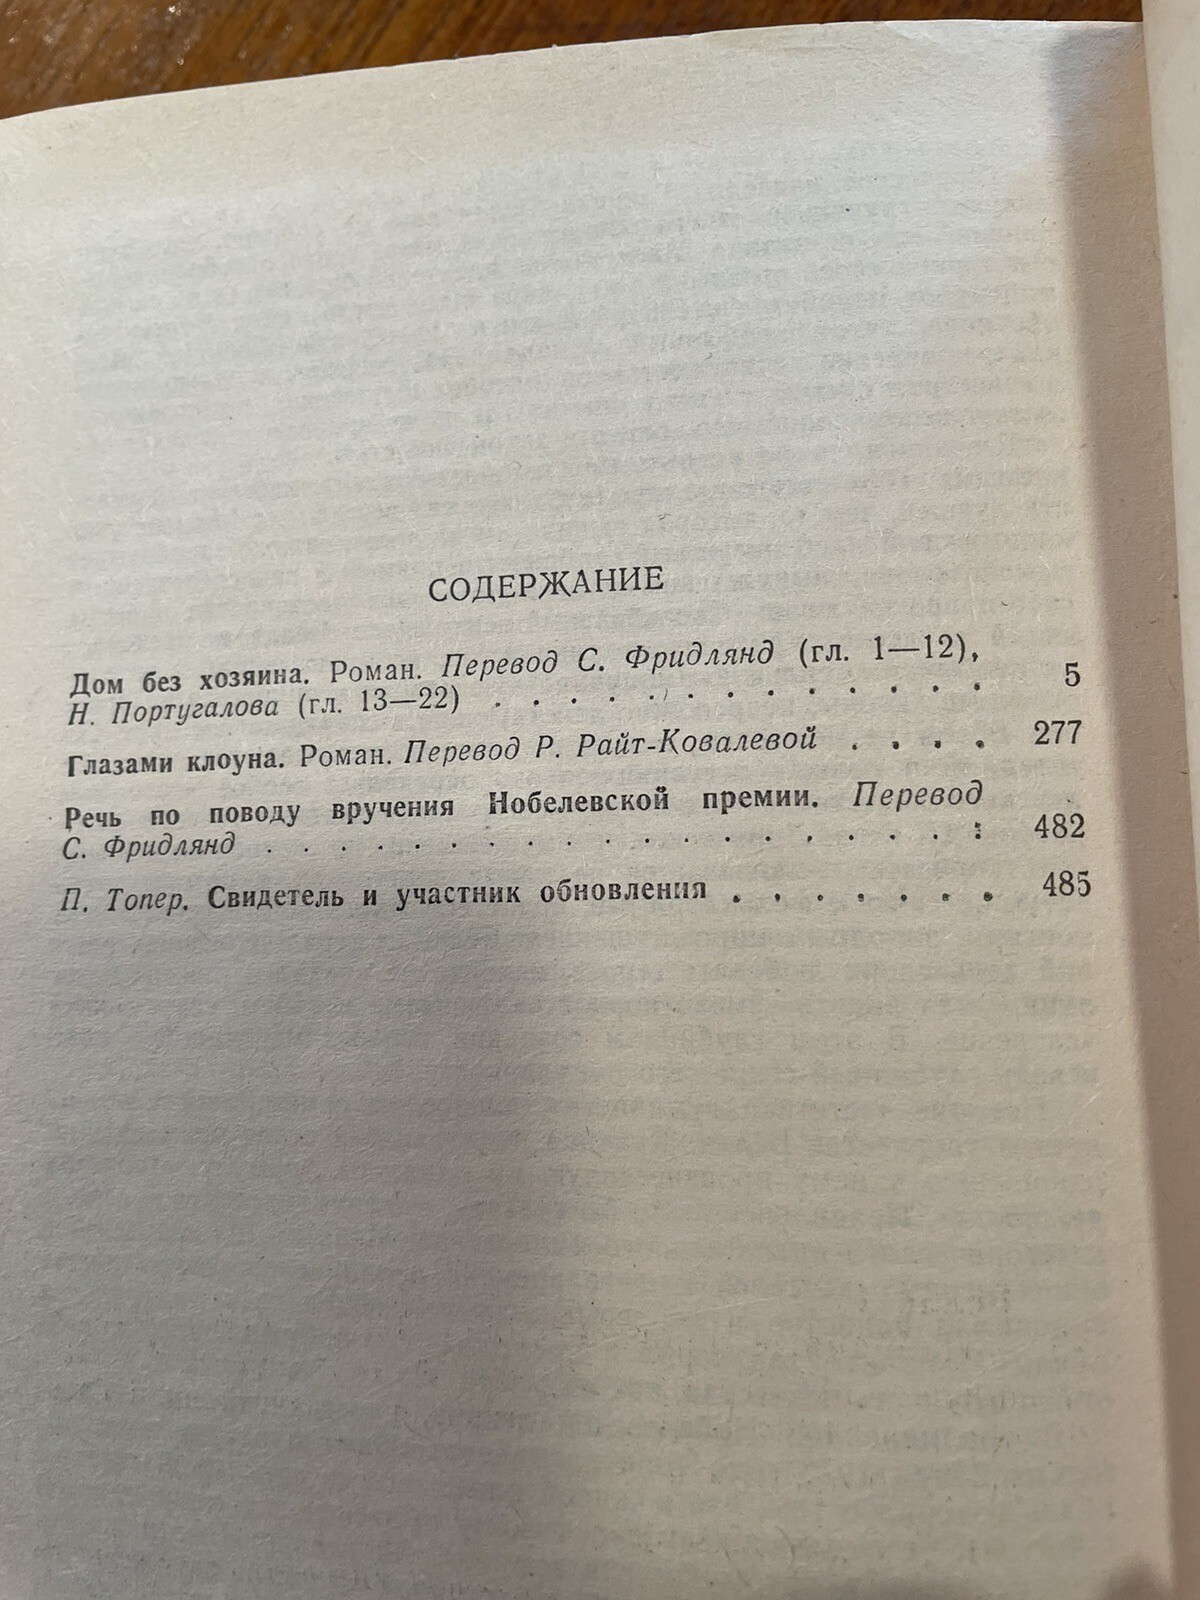 СОДЕРЖАНИЕ
Дом без хозяина. Роман. Перевод С. Фридлянд (гл. 1—12),
Н. Португалова (гл. 13—22) . . . . . . . . . . . . 5
Глазами клоуна. Роман. Перевод Р. Райт-Ковалевой . . . . 277
Речь по поводу вручения Нобелевской премии. Перевод
С. Фридлянд . . . . . . . . . . . . . . . . . 482
П. Топер. Свидетель и участник обновления . . . . . . . 485